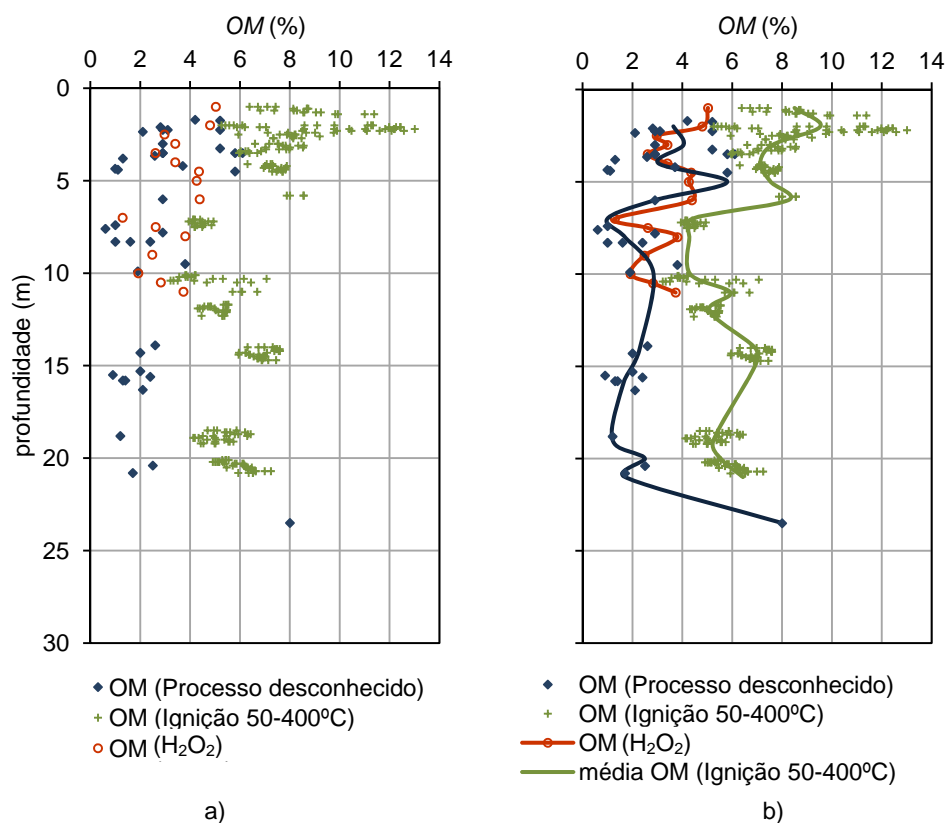 OM (%)
0 2 4 6 8 10 12 14
0
5
10
15
20
25
30
profundidade (m)
OM (Processo desconhecido)
OM (Ignição 50-400ºC)
OM (H₂O₂)
a)
OM (%)
0 2 4 6 8 10 12 14
OM (Processo desconhecido)
OM (Ignição 50-400ºC)
OM (H₂O₂)
média OM (Ignição 50-400ºC)
b)